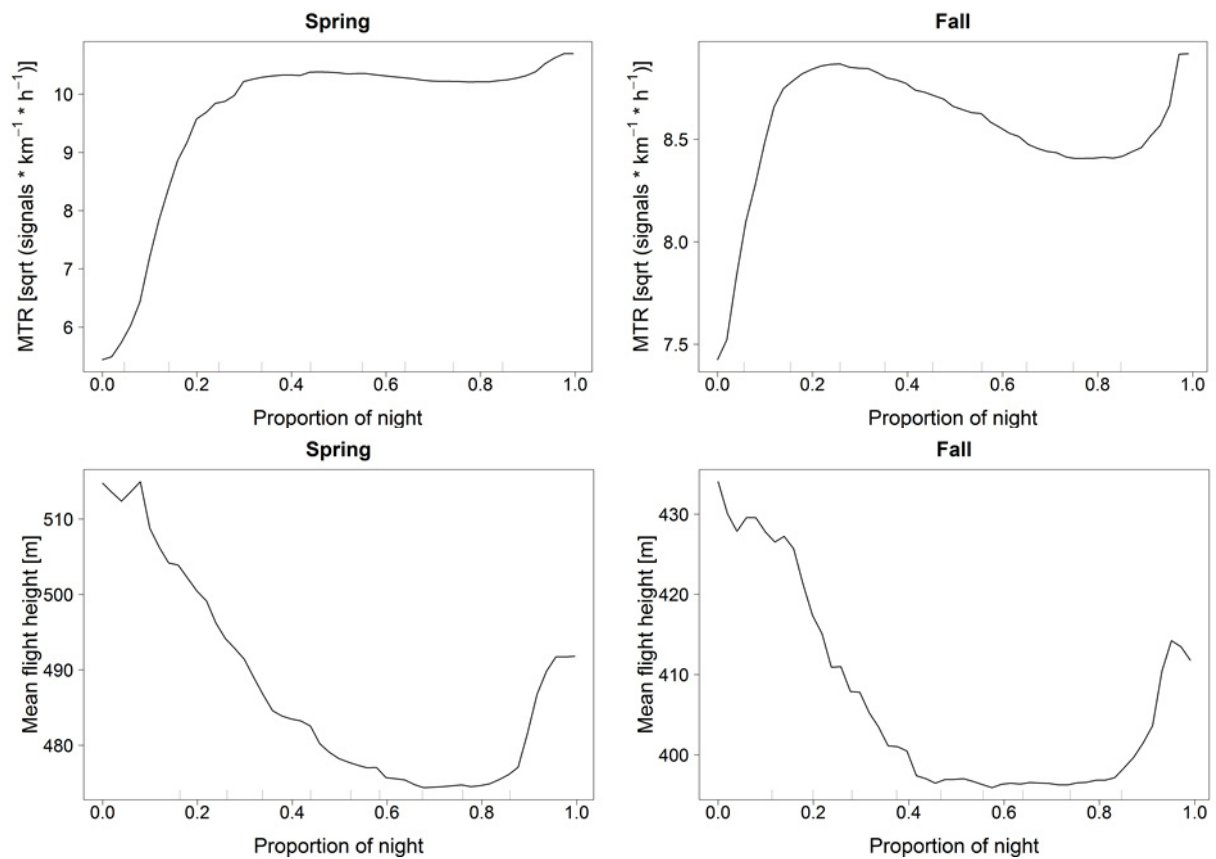 Spring
MTR [sqrt (signals * km⁻¹ * h⁻¹)]
10
9
8
7
6
0.0 0.2 0.4 0.6 0.8 1.0
Proportion of night
Fall
MTR [sqrt (signals * km⁻¹ * h⁻¹)]
8.5
8.0
7.5
0.0 0.2 0.4 0.6 0.8 1.0
Proportion of night
Spring
Mean flight height [m]
510
500
490
480
0.0 0.2 0.4 0.6 0.8 1.0
Proportion of night
Fall
Mean flight height [m]
430
420
410
400
0.0 0.2 0.4 0.6 0.8 1.0
Proportion of night